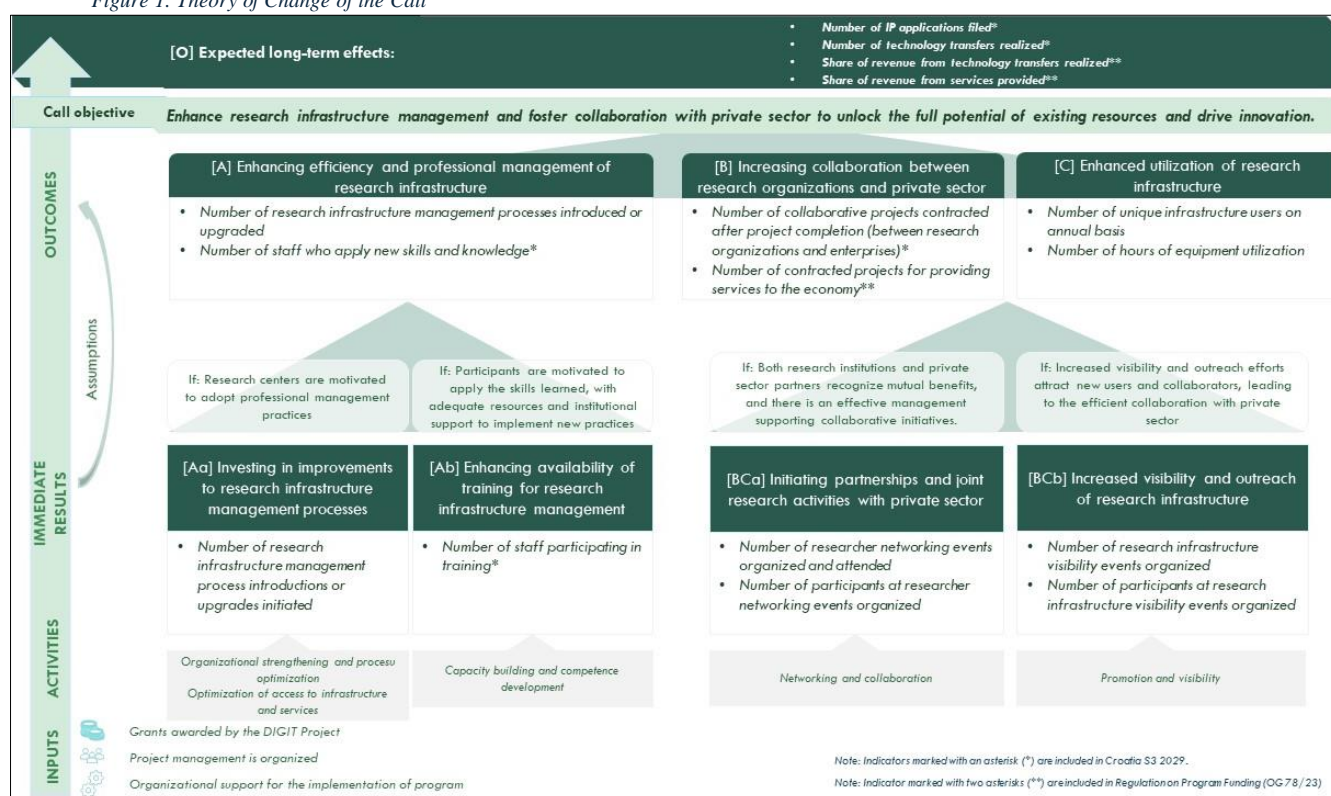 Figure 1. Theory of Change of the Call
[O] Expected long-term effects:
• Number of IP applications filed*
• Number of technology transfers realized*
• Share of revenue from technology transfers realized**
• Share of revenue from services provided**
Call objective
Enhance research infrastructure management and foster collaboration with private sector to unlock the full potential of existing resources and drive innovation.
OUTCOMES
[A] Enhancing efficiency and professional management of
research infrastructure
• Number of research infrastructure management processes introduced or
upgraded
• Number of staff who apply new skills and knowledge*
[B] Increasing collaboration between
research organizations and private sector
• Number of collaborative projects contracted
after project completion (between research
organizations and enterprises)*
• Number of contracted projects for providing
services to the economy**
[C] Enhanced utilization of research
infrastructure
• Number of unique infrastructure users on
annual basis
• Number of hours of equipment utilization
Assumptions
If: Research centers are motivated
to adopt professional management
practices
If: Participants are motivated to
apply the skills learned, with
adequate resources and institutional
support to implement new practices
If: Both research institutions and private
sector partners recognize mutual benefits,
and there is an effective management
supporting collaborative initiatives.
If: Increased visibility and outreach efforts
attract new users and collaborators, leading
to the efficient collaboration with private
sector
IMMEDIATE
RESULTS
[Aa] Investing in improvements
to research infrastructure
management processes
• Number of research
infrastructure management
process introductions or
upgrades initiated
[Ab] Enhancing availability of
training for research
infrastructure management
• Number of staff participating in
training*
[BCa] Initiating partnerships and joint
research activities with private sector
• Number of researcher networking events
organized and attended
• Number of participants at researcher
networking events organized
[BCb] Increased visibility and outreach
of research infrastructure
• Number of research infrastructure
visibility events organized
• Number of participants at research
infrastructure visibility events organized
ACTIVITIES
Organizational strengthening and procesu
optimization
Optimization of access to infrastructure
and services
Capacity building and competence
development
Networking and collaboration
Promotion and visibility
INPUTS
Grants awarded by the DIGIT Project
Project management is organized
Organizational support for the implementation of program
Note: Indicators marked with an asterisk (*) are included in Croatia S3 2029.
Note: Indicator marked with two asterisks (**) are included in Regulation on Program Funding (OG 78/23)